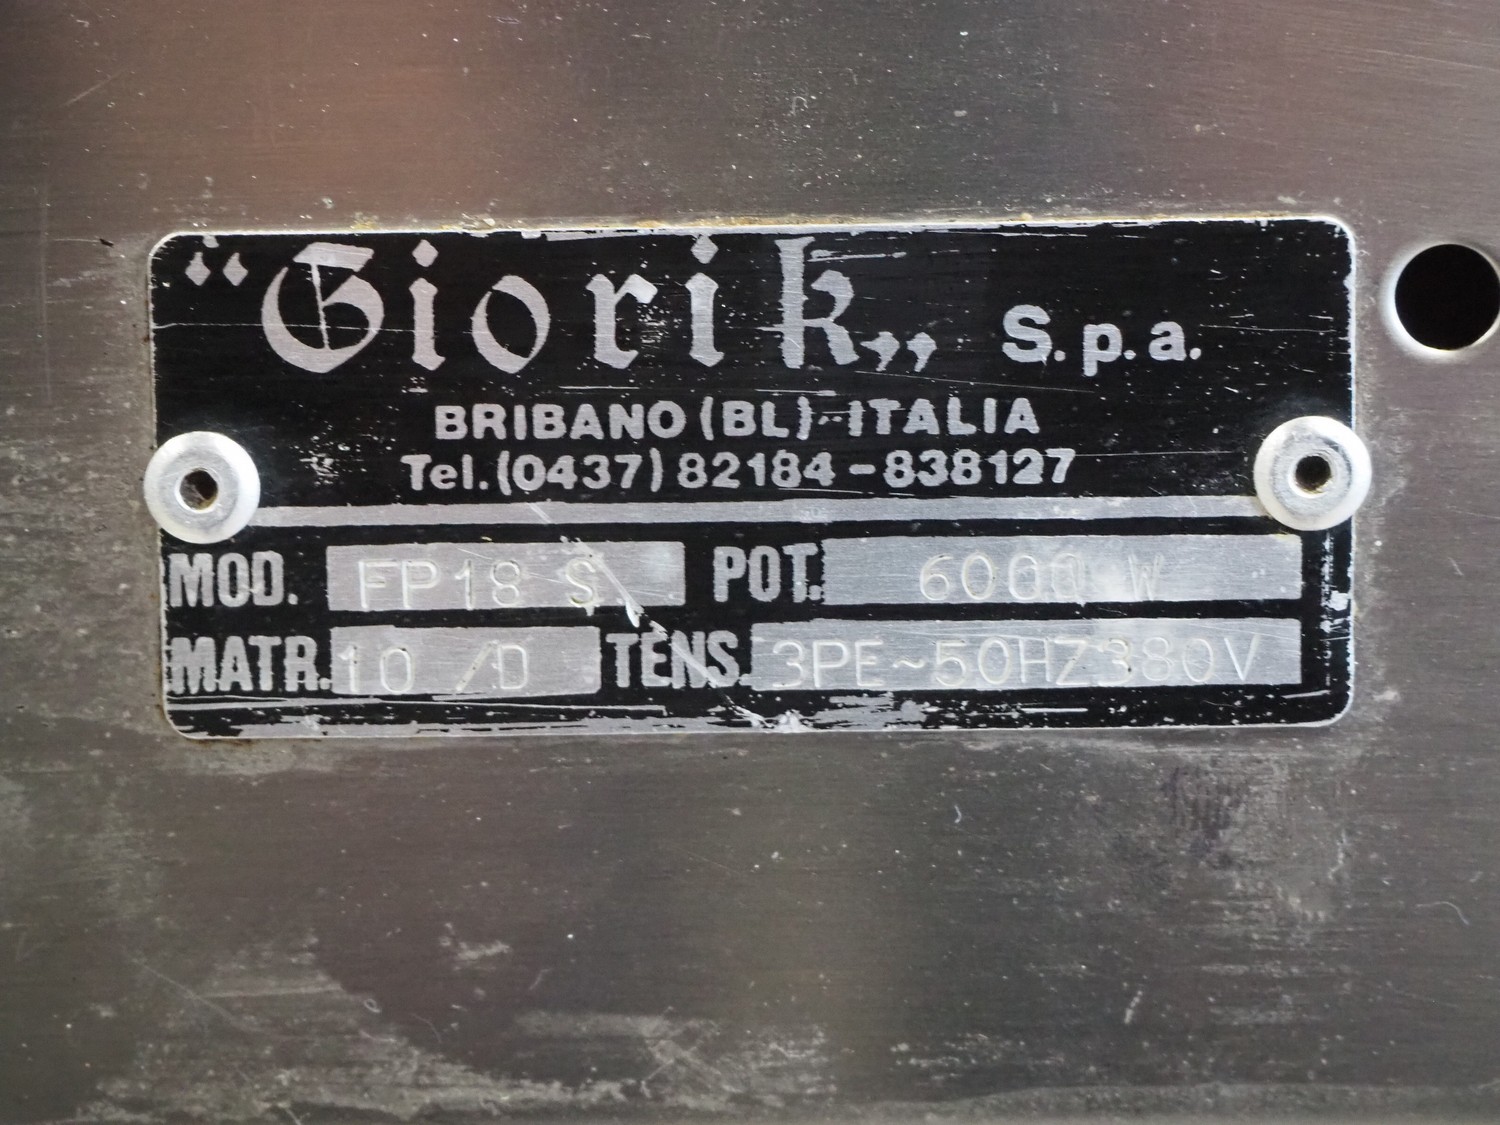 "Giorik„ S.p.a.
BRIBANO (BL)-ITALIA
Tel. (0437) 82184 - 838127
MOD. FP18 S POT. 6000 W
MATR. 10 /D TENS. 3PE~50HZ380V